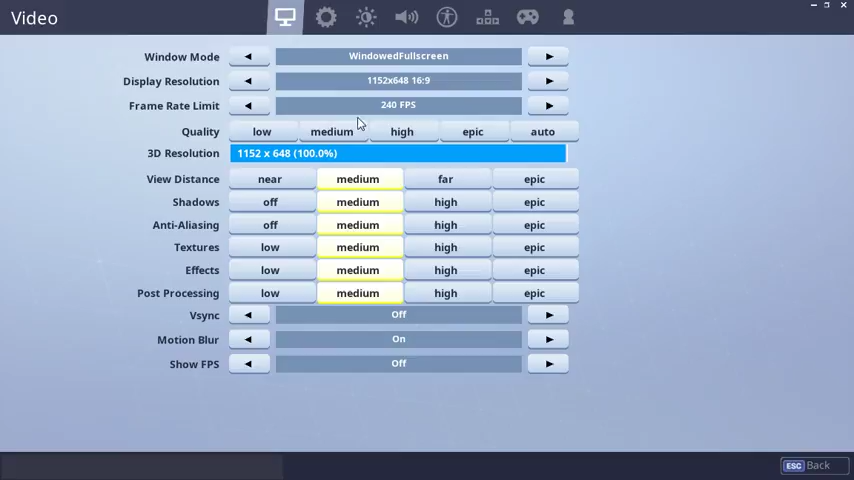 Video
Window Mode WindowedFullscreen
Display Resolution 1152x648 16:9
Frame Rate Limit 240 FPS
Quality low medium high epic auto
3D Resolution 1152 x 648 (100.0%)
View Distance near medium far epic
Shadows off medium high epic
Anti-Aliasing off medium high epic
Textures low medium high epic
Effects low medium high epic
Post Processing low medium high epic
Vsync Off
Motion Blur On
Show FPS Off
ESC Back